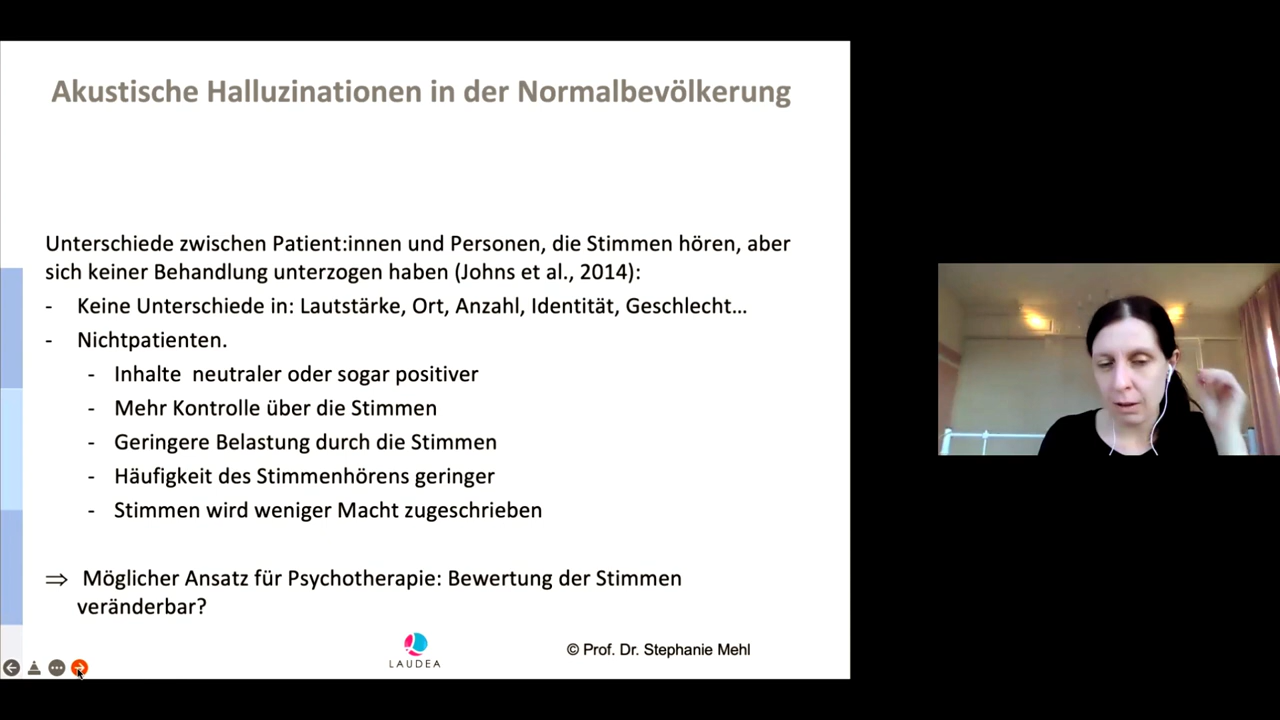 Akustische Halluzinationen in der Normalbevölkerung
Unterschiede zwischen Patient:innen und Personen, die Stimmen hören, aber
sich keiner Behandlung unterzogen haben (Johns et al., 2014):
- Keine Unterschiede in: Lautstärke, Ort, Anzahl, Identität, Geschlecht...
- Nichtpatienten.
- Inhalte neutraler oder sogar positiver
- Mehr Kontrolle über die Stimmen
- Geringere Belastung durch die Stimmen
- Häufigkeit des Stimmenhörens geringer
- Stimmen wird weniger Macht zugeschrieben
⇒ Möglicher Ansatz für Psychotherapie: Bewertung der Stimmen
veränderbar?
LAUDEA
© Prof. Dr. Stephanie Mehl